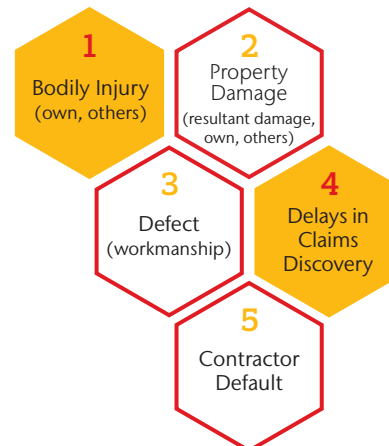 1
Bodily Injury
(own, others)
2
Property
Damage
(resultant damage,
own, others)
3
Defect
(workmanship)
4
Delays in
Claims
Discovery
5
Contractor
Default